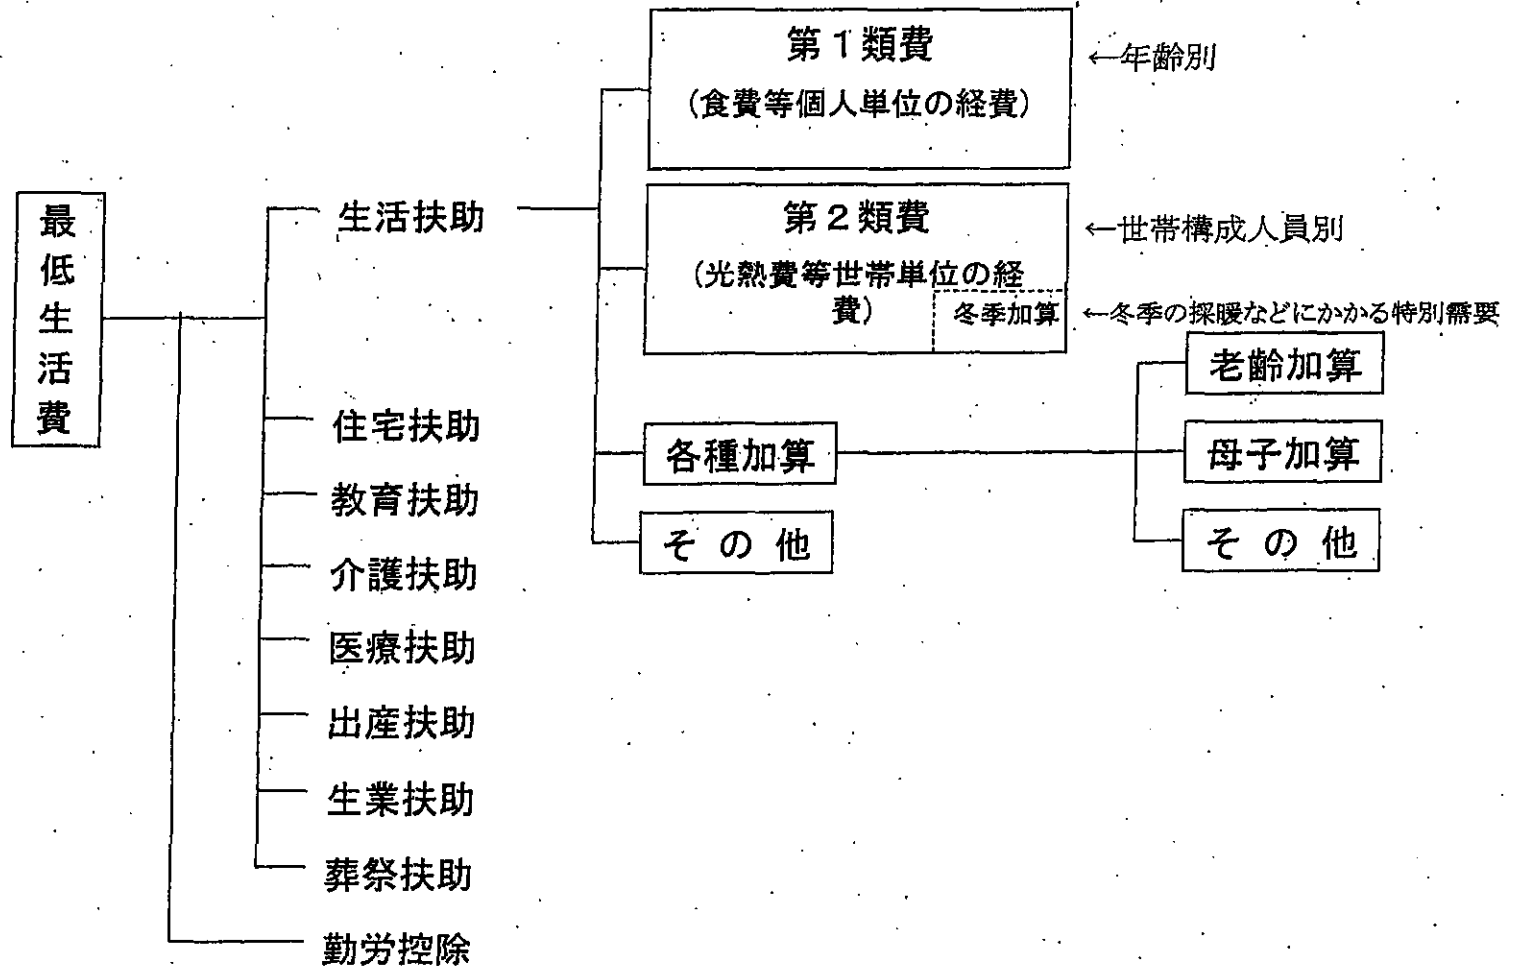 最低生活費
生活扶助
住宅扶助
教育扶助
介護扶助
医療扶助
出産扶助
生業扶助
葬祭扶助
勤労控除
第1類費
(食費等個人単位の経費)
←年齢別
第2類費
(光熱費等世帯単位の経
費)
冬季加算
←世帯構成人員別
←冬季の採暖などにかかる特別需要
各種加算
その他
老齢加算
母子加算
その他